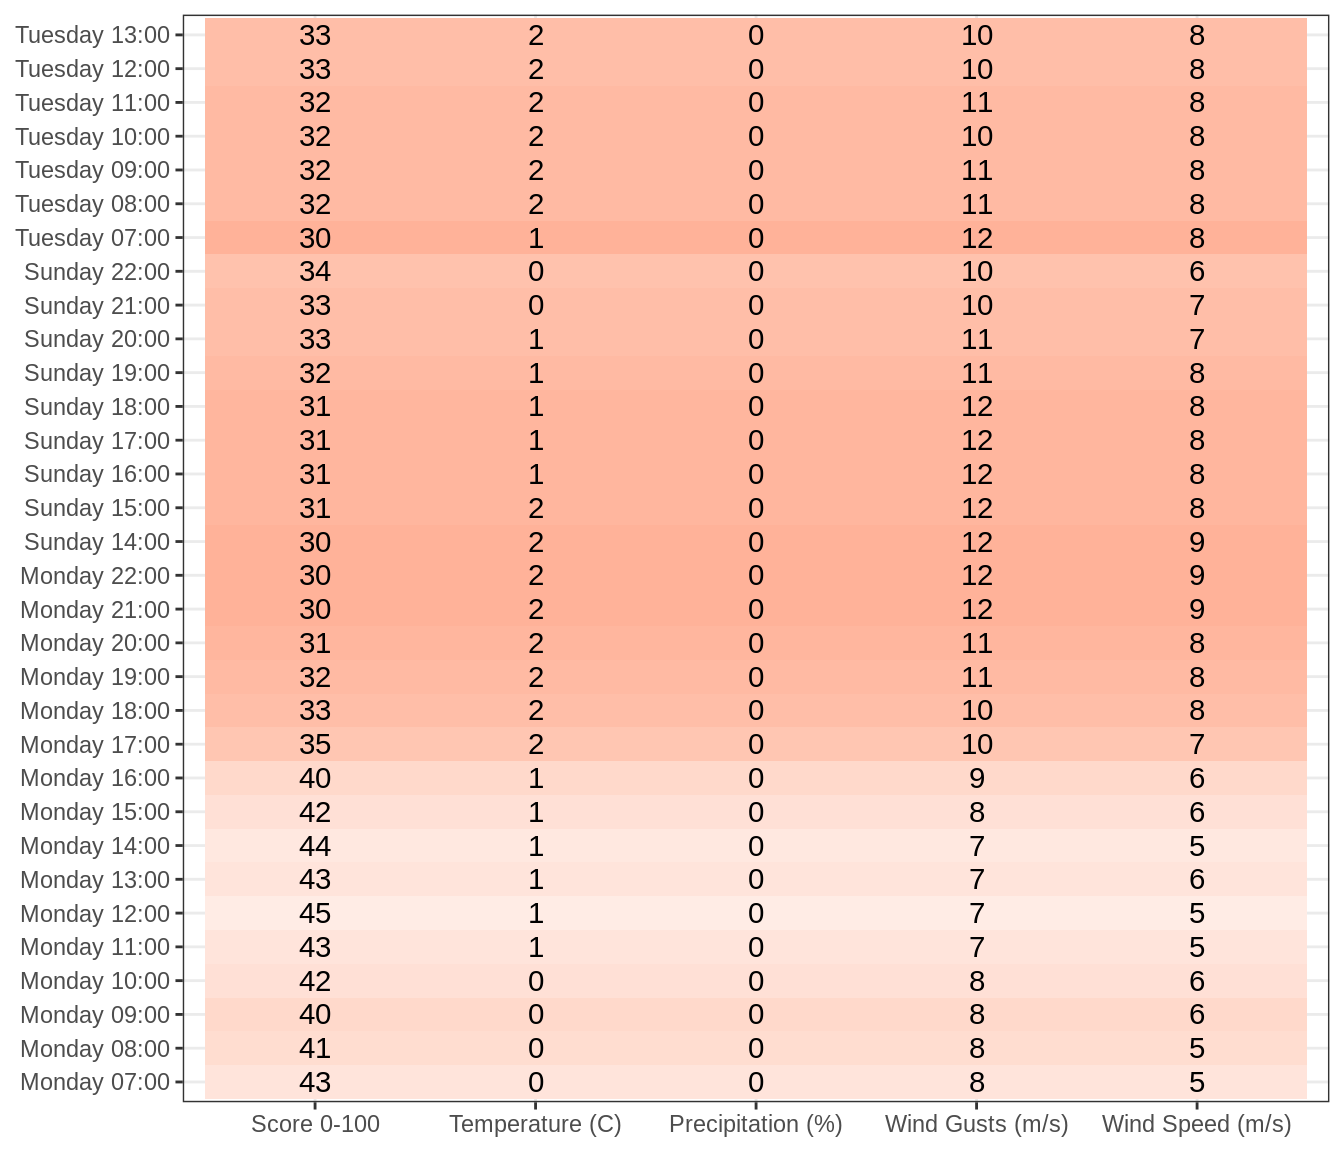 Tuesday 13:00 33 2 0 10 8
Tuesday 12:00 33 2 0 10 8
Tuesday 11:00 32 2 0 11 8
Tuesday 10:00 32 2 0 10 8
Tuesday 09:00 32 2 0 11 8
Tuesday 08:00 32 2 0 11 8
Tuesday 07:00 30 1 0 12 8
Sunday 22:00 34 0 0 10 6
Sunday 21:00 33 0 0 10 7
Sunday 20:00 33 1 0 11 7
Sunday 19:00 32 1 0 11 8
Sunday 18:00 31 1 0 12 8
Sunday 17:00 31 1 0 12 8
Sunday 16:00 31 1 0 12 8
Sunday 15:00 31 2 0 12 8
Sunday 14:00 30 2 0 12 9
Monday 22:00 30 2 0 12 9
Monday 21:00 30 2 0 12 9
Monday 20:00 31 2 0 11 8
Monday 19:00 32 2 0 11 8
Monday 18:00 33 2 0 10 8
Monday 17:00 35 2 0 10 7
Monday 16:00 40 1 0 9 6
Monday 15:00 42 1 0 8 6
Monday 14:00 44 1 0 7 5
Monday 13:00 43 1 0 7 6
Monday 12:00 45 1 0 7 5
Monday 11:00 43 1 0 7 5
Monday 10:00 42 0 0 8 6
Monday 09:00 40 0 0 8 6
Monday 08:00 41 0 0 8 5
Monday 07:00 43 0 0 8 5
Score 0-100 Temperature (C) Precipitation (%) Wind Gusts (m/s) Wind Speed (m/s)